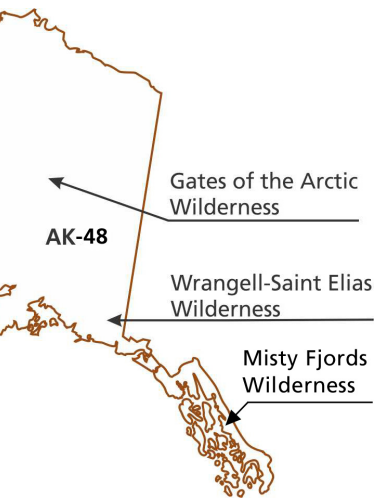 Gates of the Arctic
Wilderness
AK-48
Wrangell-Saint Elias
Wilderness
Misty Fjords
Wilderness